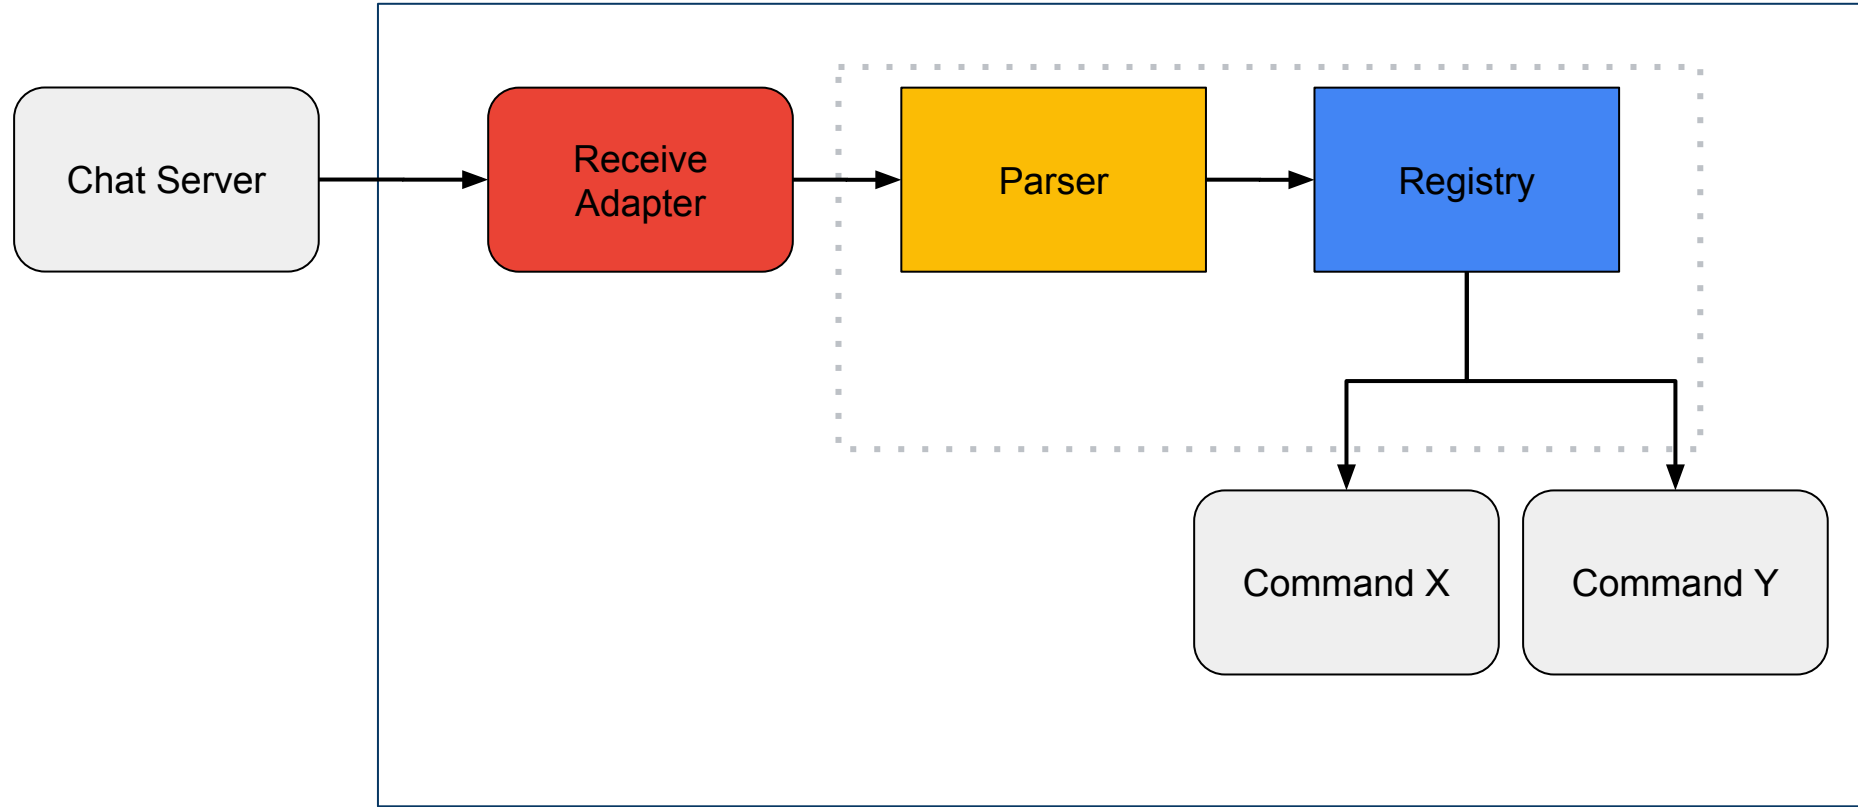 Chat Server
Receive
Adapter
Parser
Registry
Command X
Command Y